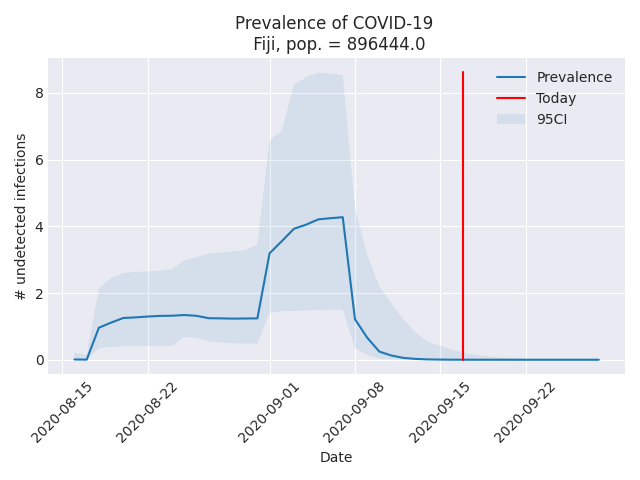 Prevalence of COVID-19
Fiji, pop. = 896444.0
Prevalence
Today
95CI
# undetected infections
8
6
4
2
0
2020-08-15
2020-08-22
2020-09-01
2020-09-08
2020-09-15
2020-09-22
Date